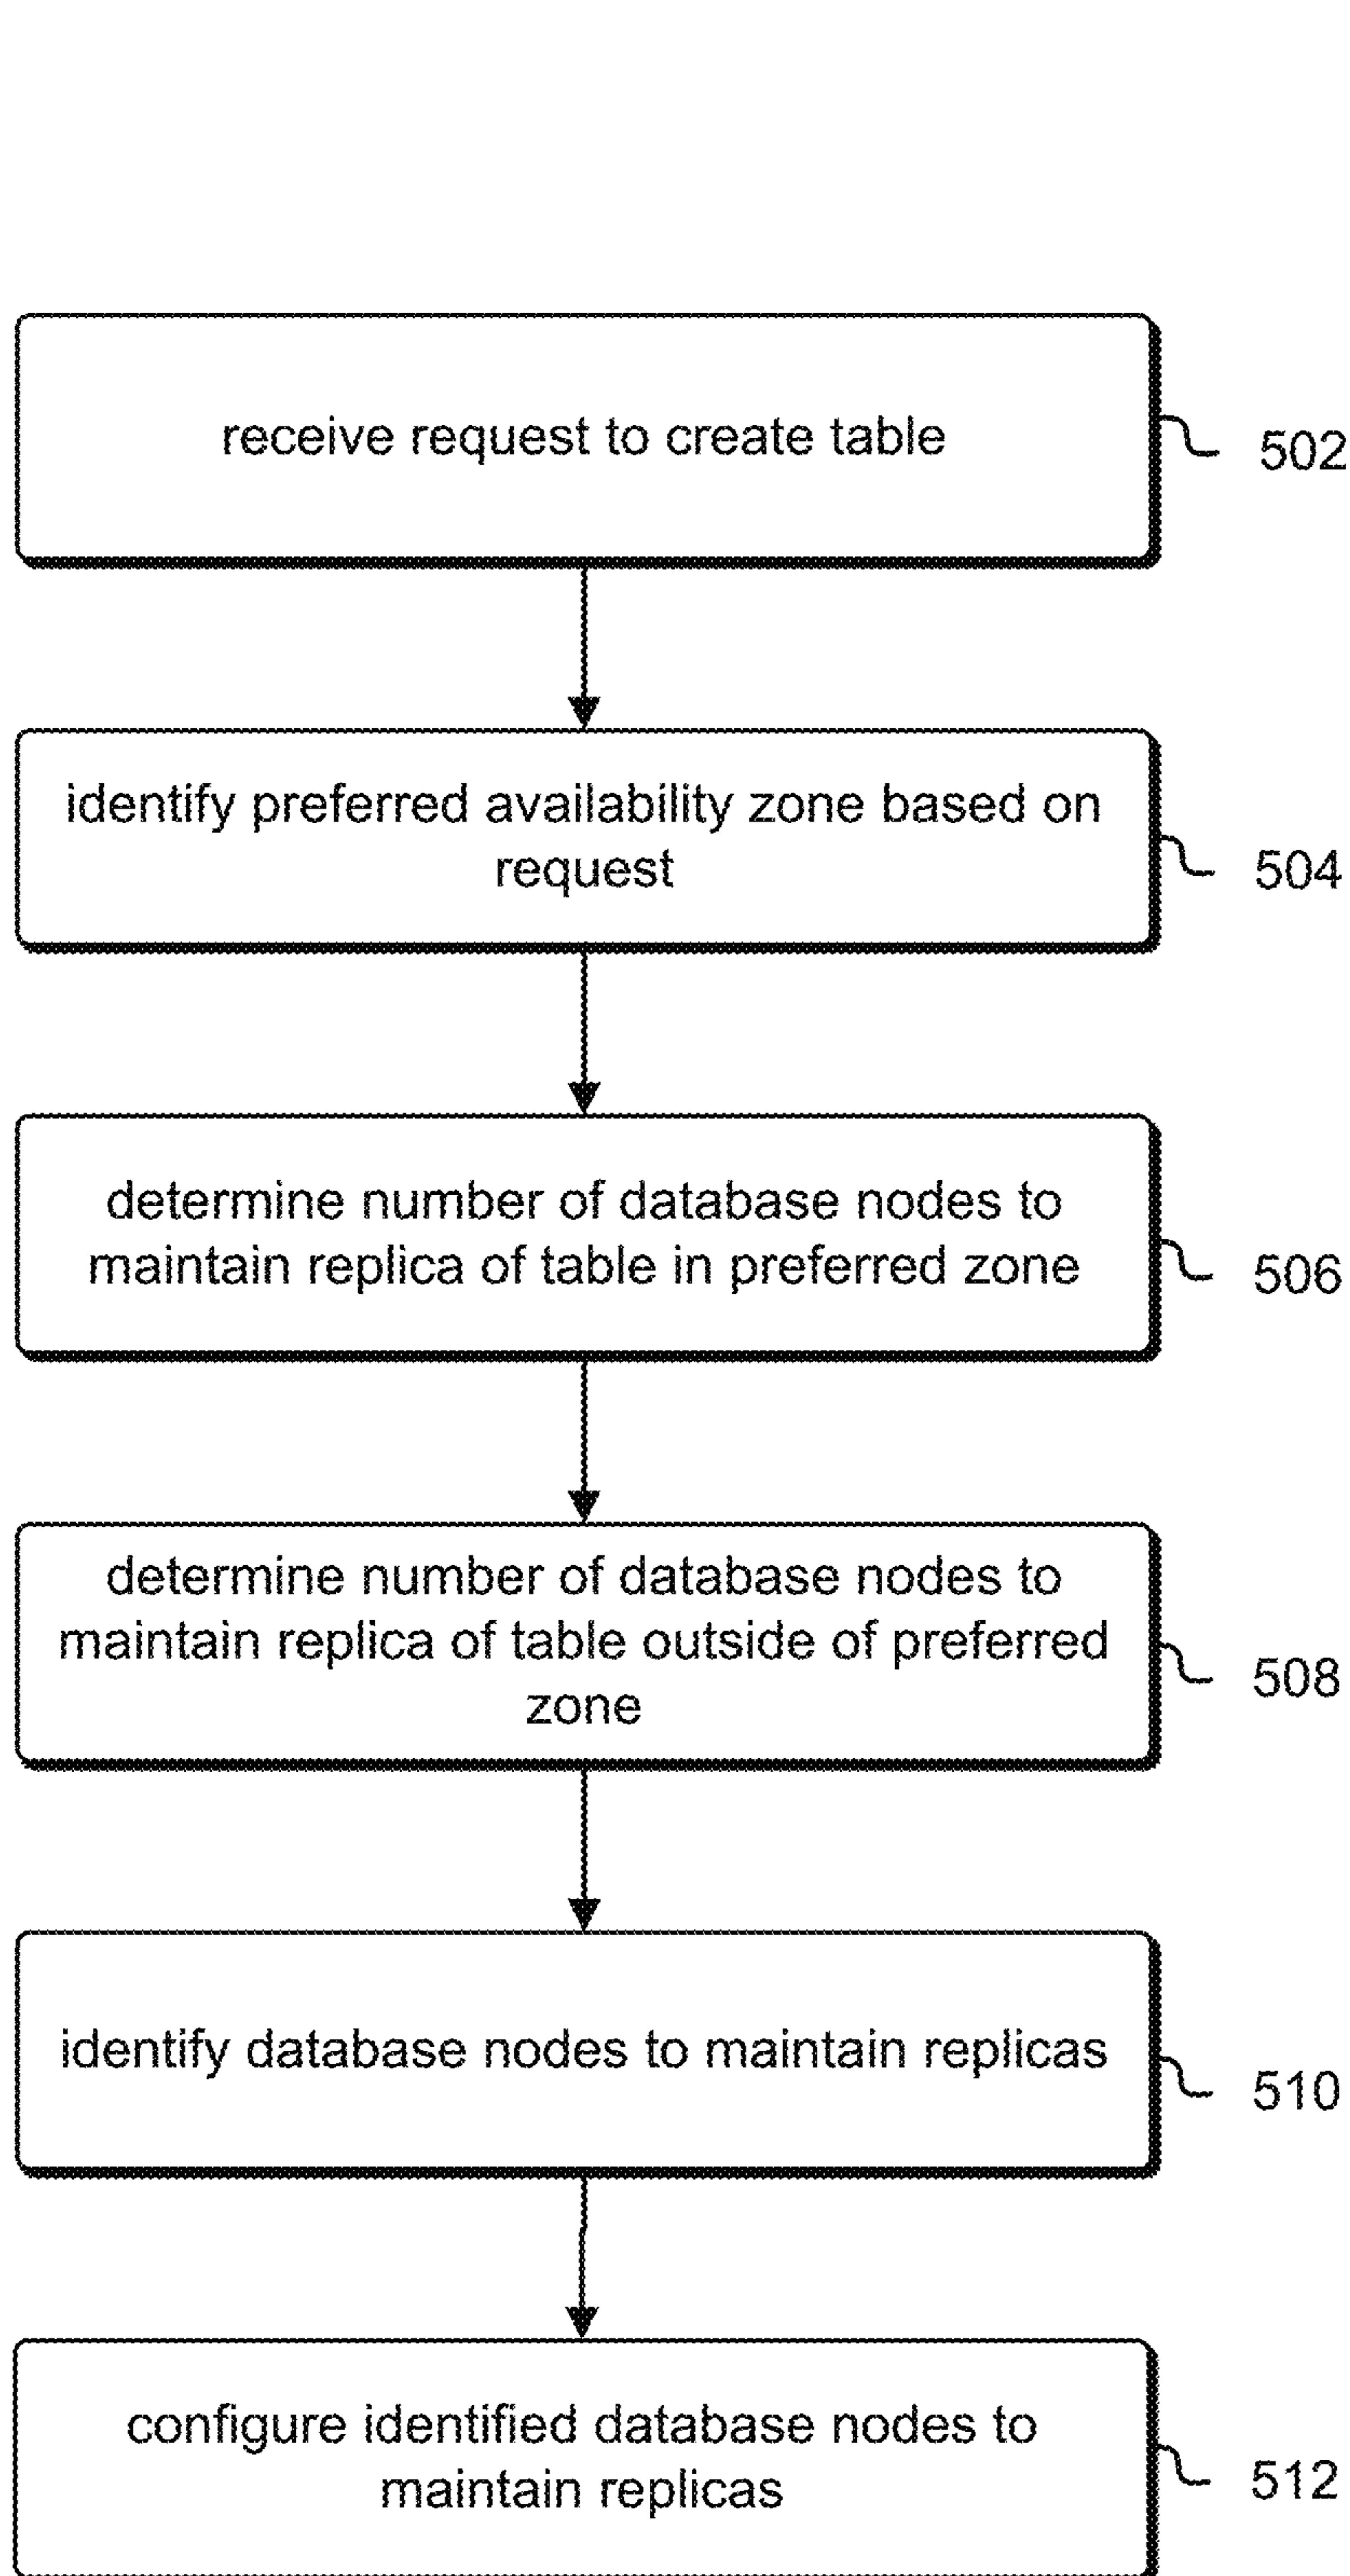 receive request to create table
502
identify preferred availability zone based on
request
504
determine number of database nodes to
maintain replica of table in preferred zone
506
determine number of database nodes to
maintain replica of table outside of preferred
zone
508
identify database nodes to maintain replicas
510
configure identified database nodes to
maintain replicas
512